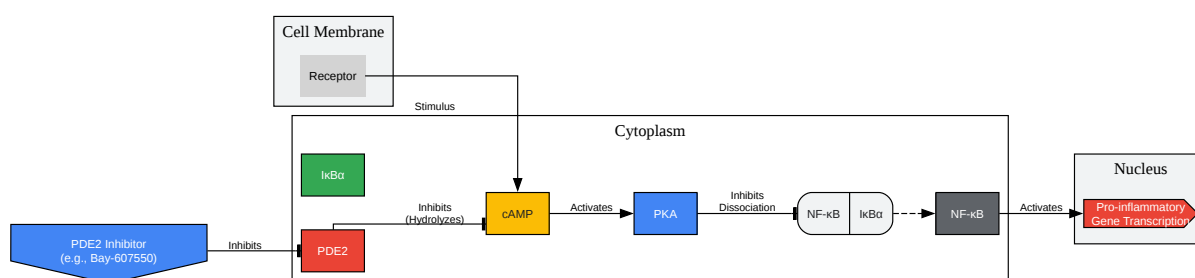 Cell Membrane
Receptor
Stimulus
Cytoplasm
IκBα
Inhibits
(Hydrolyzes)
cAMP
Activates
PKA
Inhibits
Dissociation
NF-κB
IκBα
NF-κB
Activates
Nucleus
Pro-inflammatory
Gene Transcription
PDE2 Inhibitor
(e.g., Bay-607550)
Inhibits
PDE2